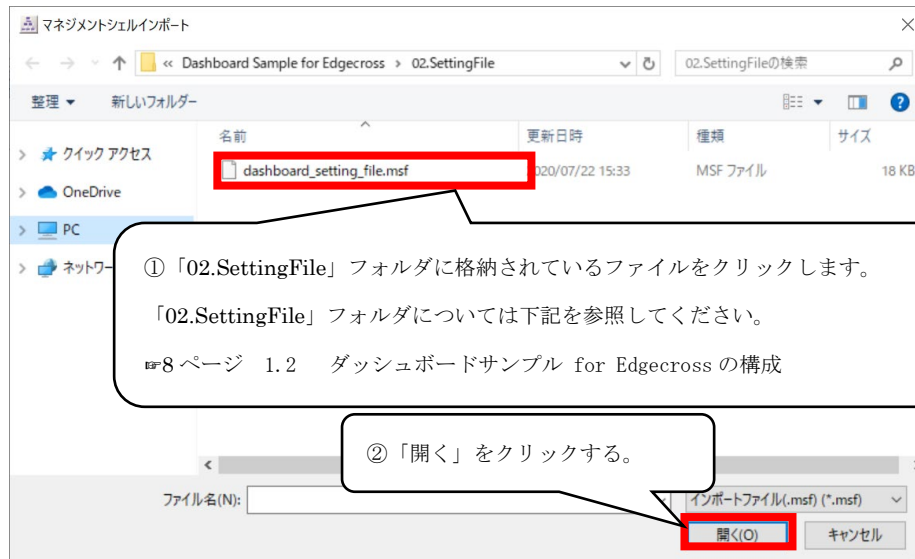 マネジメントシェルインポート
« Dashboard Sample for Edgecross › 02.SettingFile
02.SettingFileの検索
整理 ▼ 新しいフォルダー
名前 更新日時 種類 サイズ
クイック アクセス
dashboard_setting_file.msf 2020/07/22 15:33 MSF ファイル 18 KB
OneDrive
PC
ネットワー
①「02.SettingFile」フォルダに格納されているファイルをクリックします。
「02.SettingFile」フォルダについては下記を参照してください。
☞8 ページ 1.2 ダッシュボードサンプル for Edgecross の構成
②「開く」をクリックする。
ファイル名(N):
インポートファイル(.msf) (*.msf)
開く(O) キャンセル